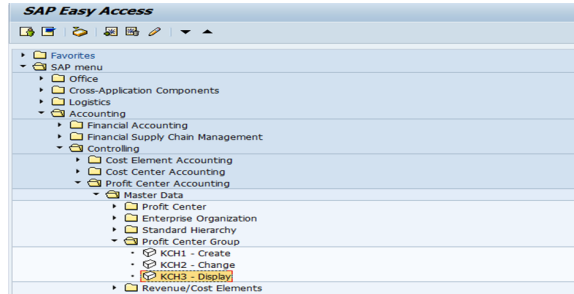 SAP Easy Access
Favorites
SAP menu
Office
Cross-Application Components
Logistics
Accounting
Financial Accounting
Financial Supply Chain Management
Controlling
Cost Element Accounting
Cost Center Accounting
Profit Center Accounting
Master Data
Profit Center
Enterprise Organization
Standard Hierarchy
Profit Center Group
KCH1 - Create
KCH2 - Change
KCH3 - Display
Revenue/Cost Elements